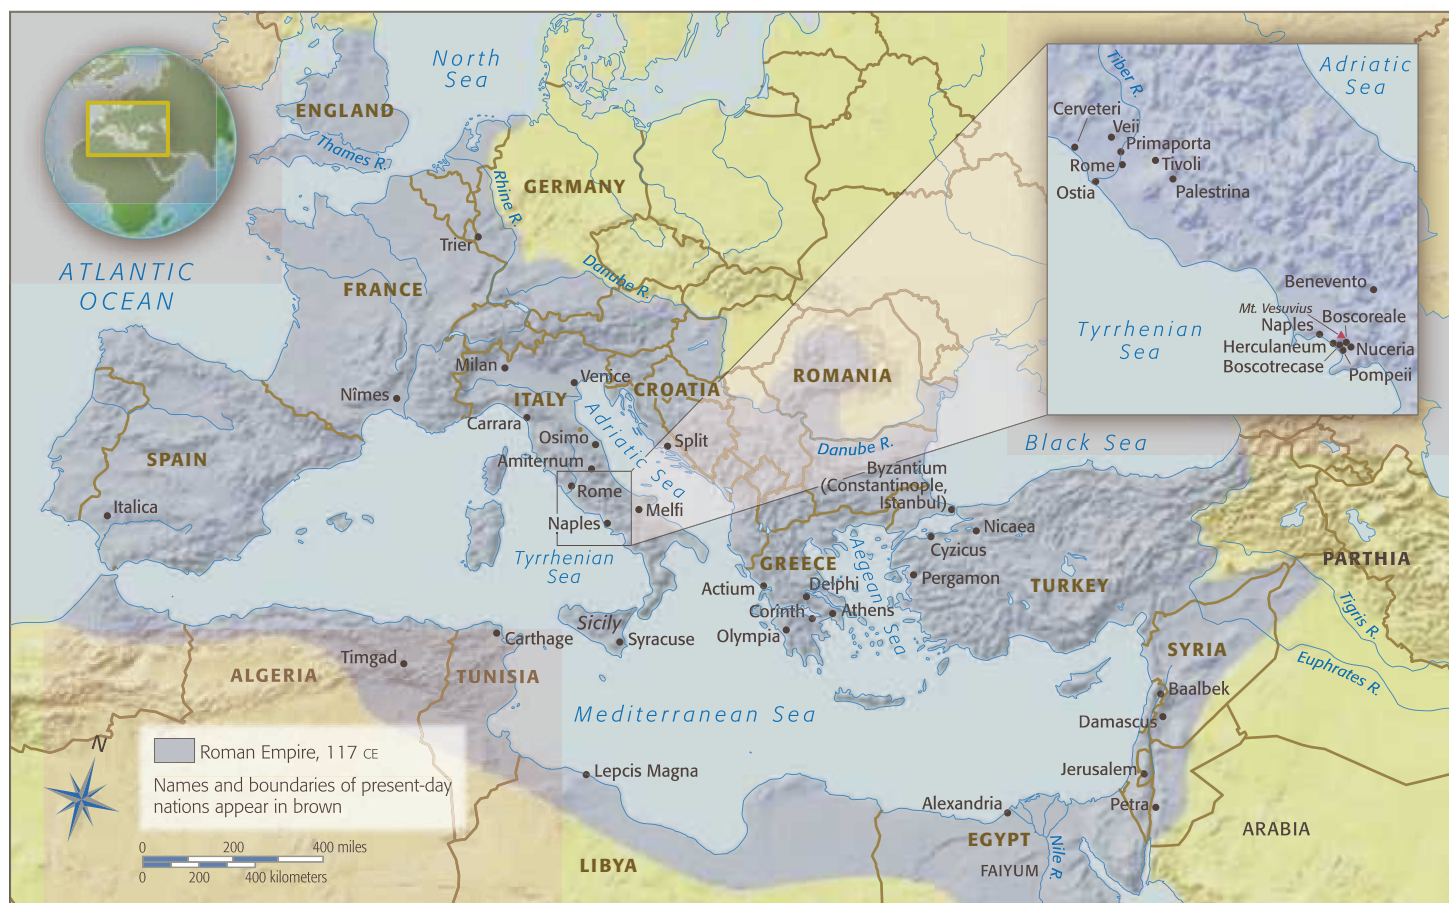 North
Sea
ENGLAND
Thames R.
GERMANY
Rhine R.
Trier
ATLANTIC
OCEAN
FRANCE
Danube R.
Milan
Venice
CROATIA
ROMANIA
Nîmes
ITALY
Carrara
Adriatic Sea
Osimo
Split
Danube R.
Black Sea
SPAIN
Amiternum
Byzantium
(Constantinople,
Istanbul)
Rome
Italica
Melfi
Naples
Nicaea
Cyzicus
Tyrrhenian
Sea
GREECE
Aegean Sea
PARTHIA
Actium
Delphi
Pergamon
TURKEY
Corinth
Athens
Tigris R.
Sicily
Olympia
Carthage
Syracuse
SYRIA
Timgad
Euphrates R.
ALGERIA
TUNISIA
Baalbek
Mediterranean Sea
Damascus
Lepcis Magna
Jerusalem
Alexandria
Petra
EGYPT
ARABIA
LIBYA
FAIYUM
Nile R.
Tiber R.
Adriatic
Sea
Cerveteri
Veii
Primaporta
Rome
Tivoli
Ostia
Palestrina
Benevento
Mt. Vesuvius
Boscoreale
Tyrrhenian
Sea
Naples
Herculaneum
Nuceria
Boscotrecase
Pompeii
N
Roman Empire, 117 CE
Names and boundaries of present-day
nations appear in brown
0 200 400 miles
0 200 400 kilometers